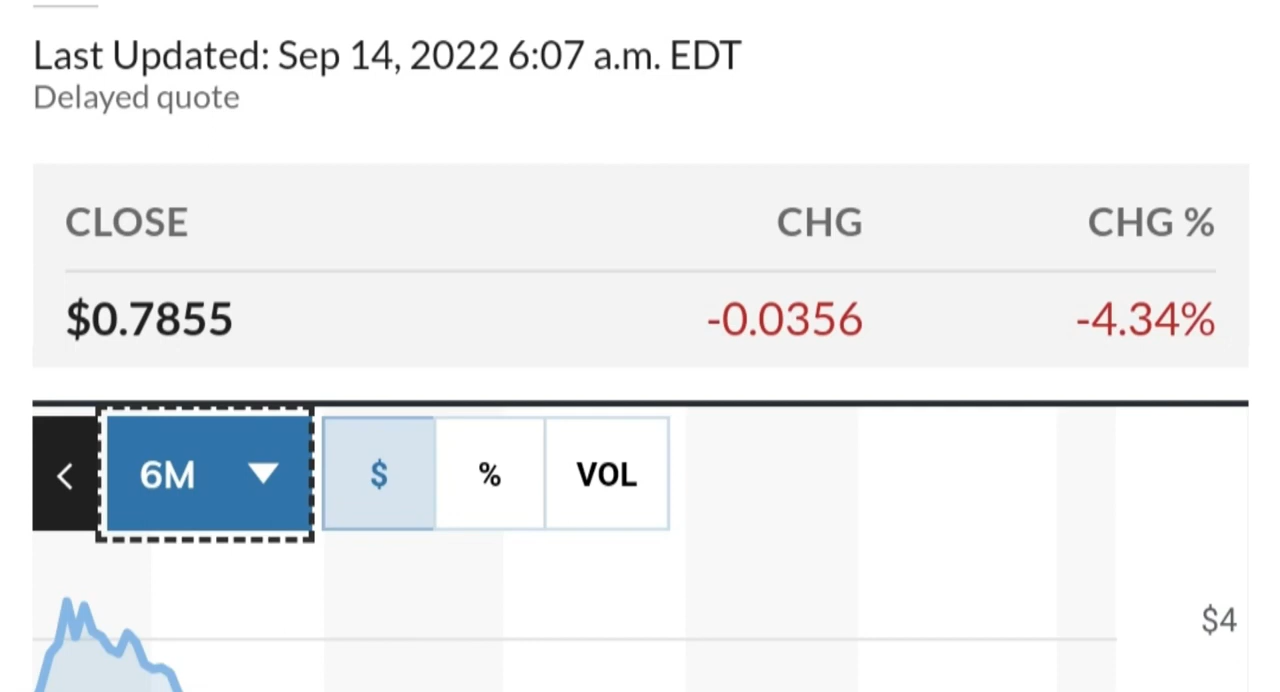 Last Updated: Sep 14, 2022 6:07 a.m. EDT
Delayed quote
CLOSE CHG CHG %
$0.7855 -0.0356 -4.34%
6M $ % VOL
$4